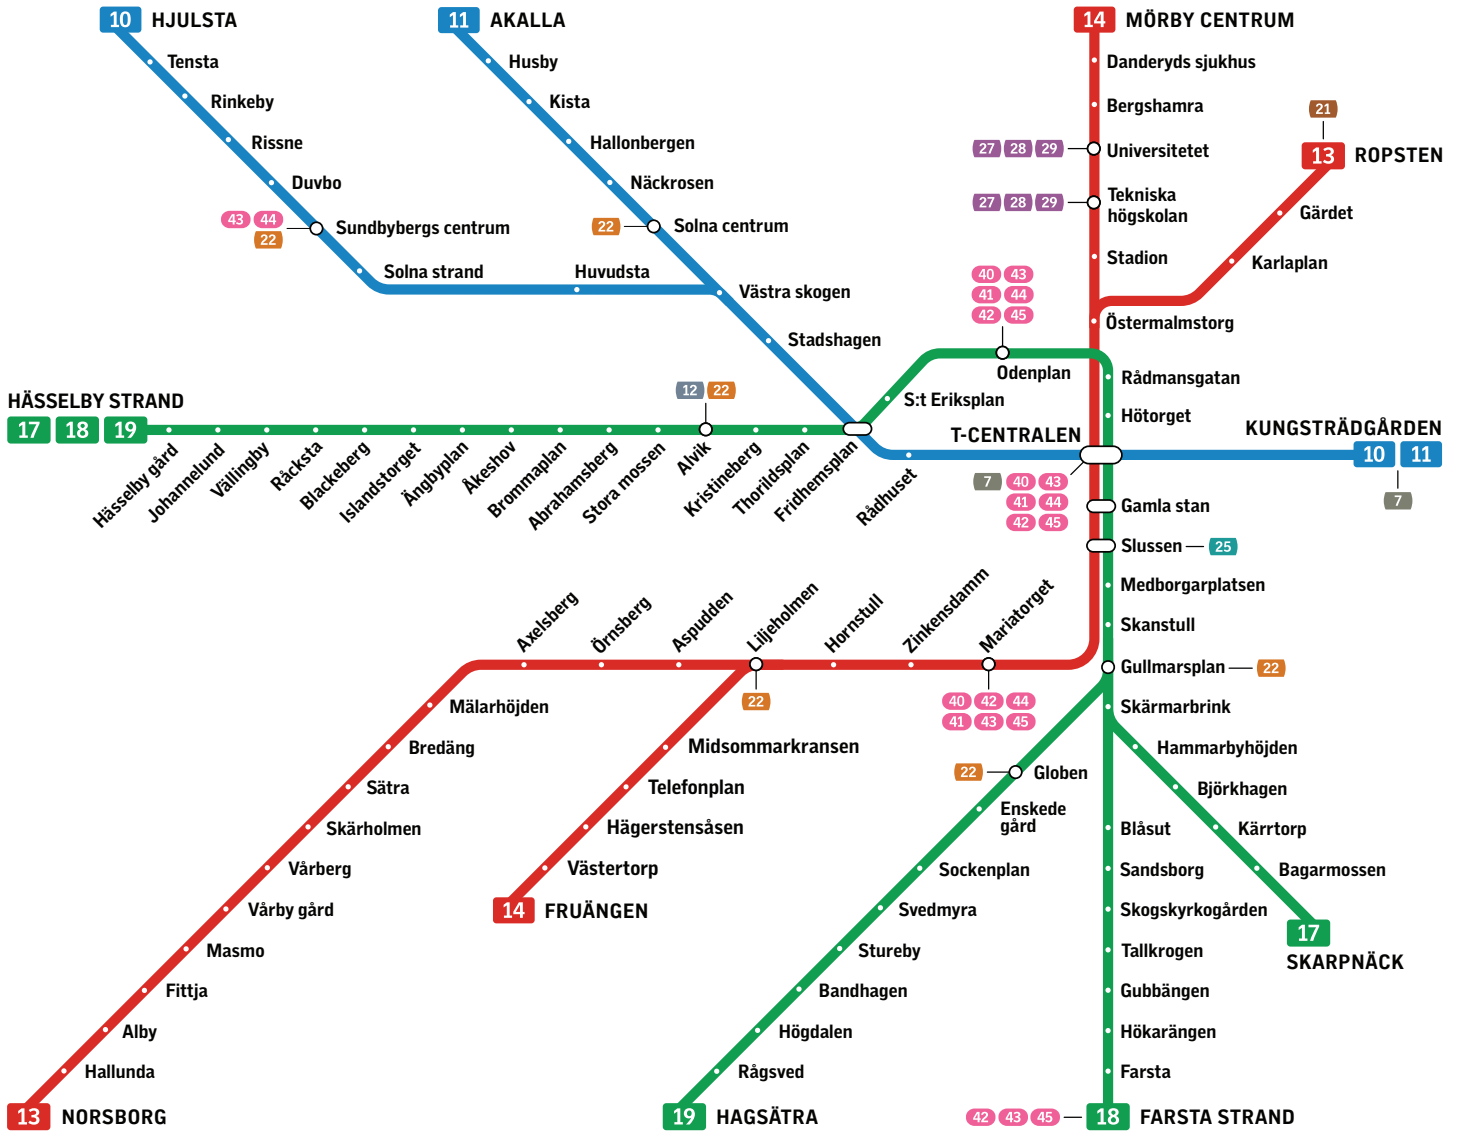 10 HJULSTA
11 AKALLA
14 MÖRBY CENTRUM
Tensta
Husby
Danderyds sjukhus
Rinkeby
Kista
Bergshamra
21
Rissne
Hallonbergen
27 28 29
Universitetet
13 ROPSTEN
Duvbo
Näckrosen
27 28 29
Tekniska
högskolan
Gärdet
43 44
22
Sundbybergs centrum
22
Solna centrum
Stadion
Karlaplan
Solna strand
Huvudsta
40 43
41 44
42 45
Västra skogen
Östermalmstorg
Stadshagen
Odenplan
Rådmansgatan
HÄSSELBY STRAND
12 22
S:t Eriksplan
Hötorget
17 18 19
T-CENTRALEN
KUNGSTRÄDGÅRDEN
10 11
7
Hässelby gård
Johannelund
Vällingby
Råcksta
Blackeberg
Islandstorget
Ängbyplan
Åkeshov
Brommaplan
Abrahamsberg
Stora mossen
Alvik
Kristineberg
Thorildsplan
Fridhemsplan
Rådhuset
7 40 43
41 44
42 45
Gamla stan
Slussen
25
Medborgarplatsen
Skanstull
Axelsberg
Örnsberg
Aspudden
Liljeholmen
Hornstull
Zinkensdamm
Mariatorget
Gullmarsplan
22
22
40 42 44
41 43 45
Mälarhöjden
Skärmarbrink
Bredäng
Midsommarkransen
Hammarbyhöjden
22
Globen
Sätra
Telefonplan
Enskede
gård
Björkhagen
Skärholmen
Hägerstensåsen
Blåsut
Kärrtorp
Vårberg
Västertorp
Sockenplan
Sandsborg
Bagarmossen
Vårby gård
14 FRUÄNGEN
Svedmyra
Skogskyrkogården
17
SKARPNÄCK
Masmo
Stureby
Tallkrogen
Fittja
Bandhagen
Gubbängen
Alby
Högdalen
Hökarängen
Hallunda
Rågsved
Farsta
13 NORSBORG
19 HAGSÄTRA
42 43 45
18 FARSTA STRAND